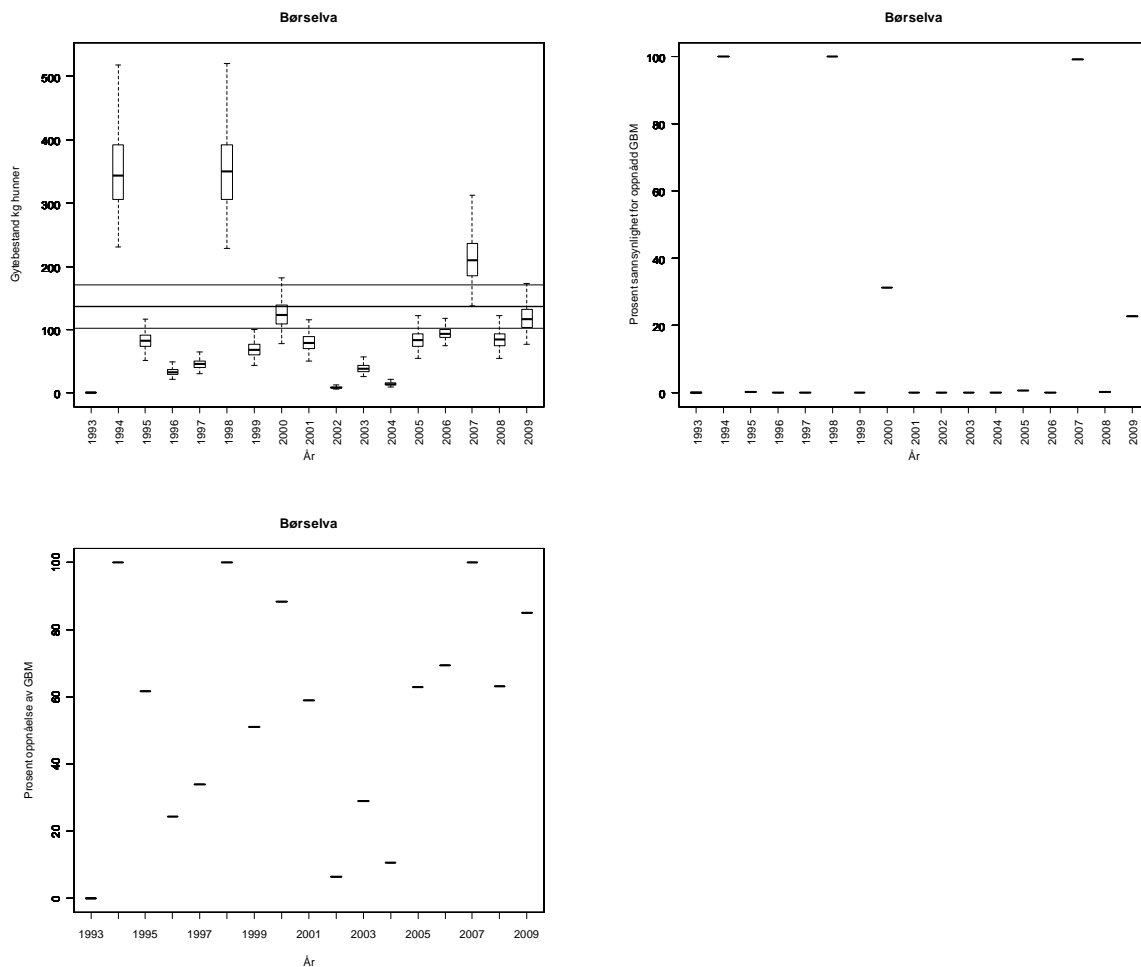 Børselva
Gytebestand kg hunner
500
400
300
200
100
0
1993 1994 1995 1996 1997 1998 1999 2000 2001 2002 2003 2004 2005 2006 2007 2008 2009
År
Børselva
Prosent sannsynlighet for oppnådd GBM
100
80
60
40
20
0
1993 1994 1995 1996 1997 1998 1999 2000 2001 2002 2003 2004 2005 2006 2007 2008 2009
År
Børselva
Prosent oppnåelse av GBM
100
80
60
40
20
0
1993 1995 1997 1999 2001 2003 2005 2007 2009
År